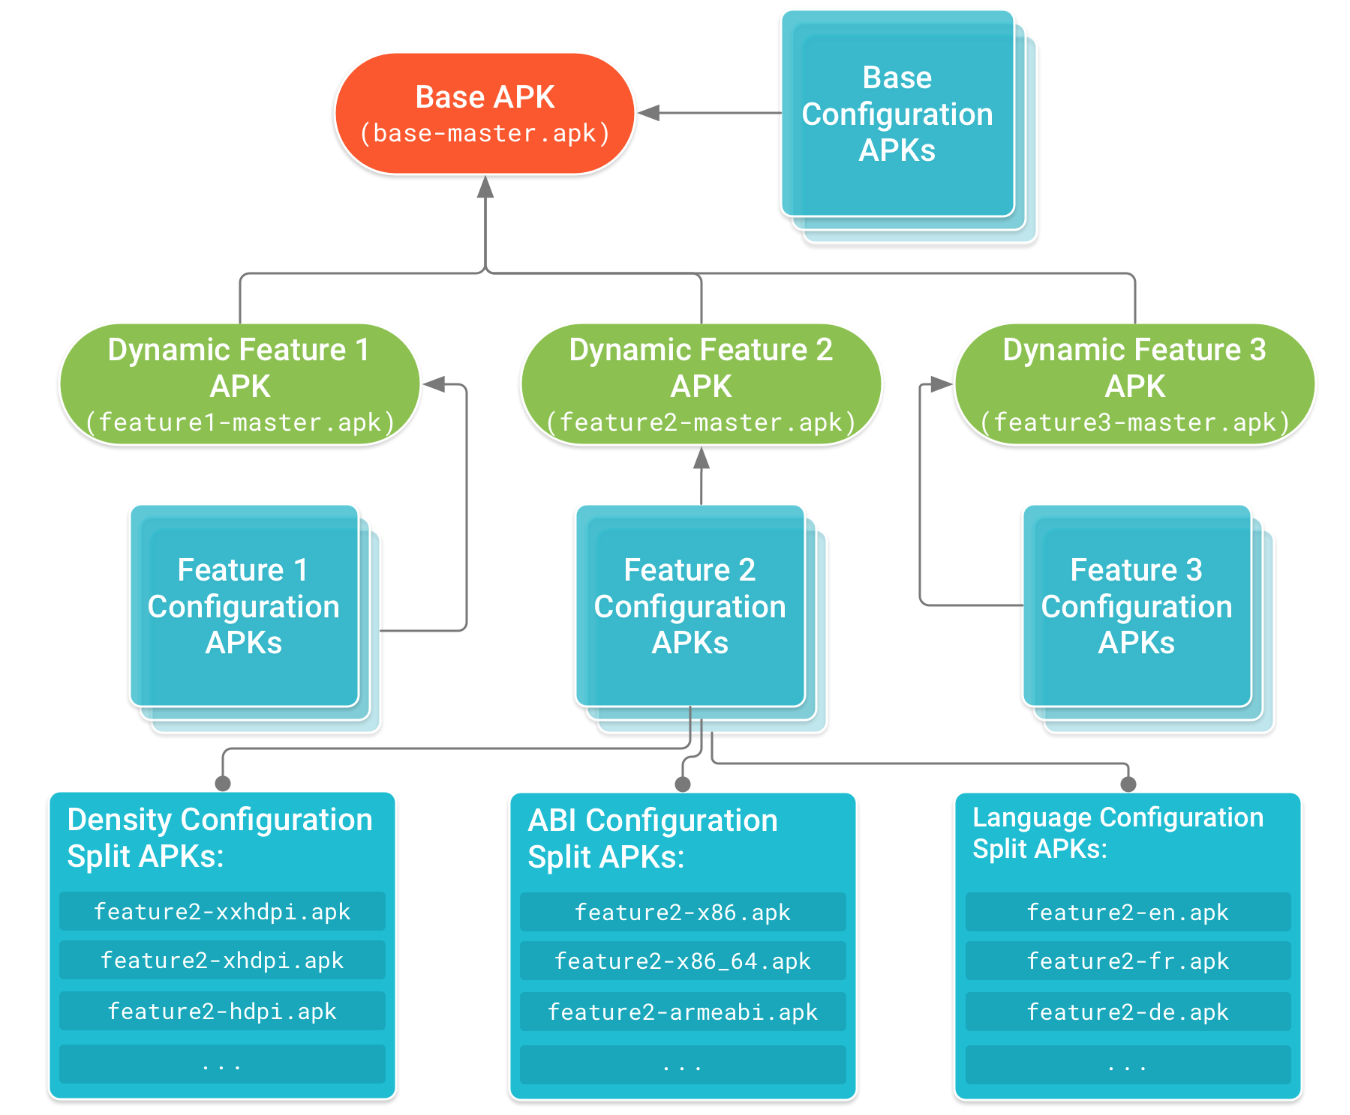 Base APK
(base-master.apk)
Base
Configuration
APKs
Dynamic Feature 1
APK
(feature1-master.apk)
Dynamic Feature 2
APK
(feature2-master.apk)
Dynamic Feature 3
APK
(feature3-master.apk)
Feature 1
Configuration
APKs
Feature 2
Configuration
APKs
Feature 3
Configuration
APKs
Density Configuration
Split APKs:
feature2-xxhdpi.apk
feature2-xhdpi.apk
feature2-hdpi.apk
...
ABI Configuration
Split APKs:
feature2-x86.apk
feature2-x86_64.apk
feature2-armeabi.apk
...
Language Configuration
Split APKs:
feature2-en.apk
feature2-fr.apk
feature2-de.apk
...